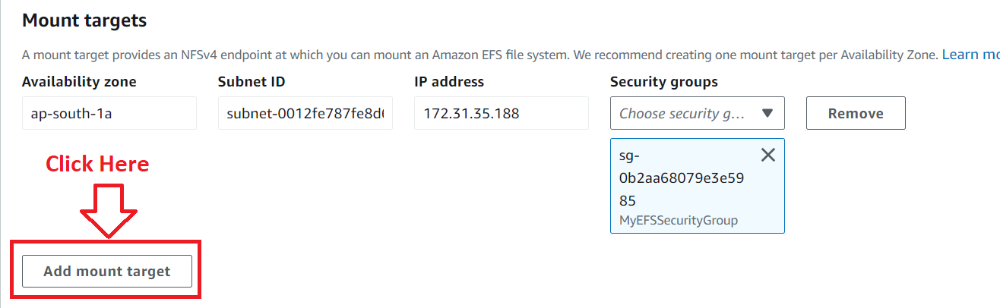 Mount targets
A mount target provides an NFSv4 endpoint at which you can mount an Amazon EFS file system. We recommend creating one mount target per Availability Zone. Learn mo
Availability zone Subnet ID IP address Security groups
ap-south-1a subnet-0012fe787fe8d 172.31.35.188 Choose security g... Remove
sg-
0b2aa68079e3e59
85
MyEFSSecurityGroup
Click Here
Add mount target